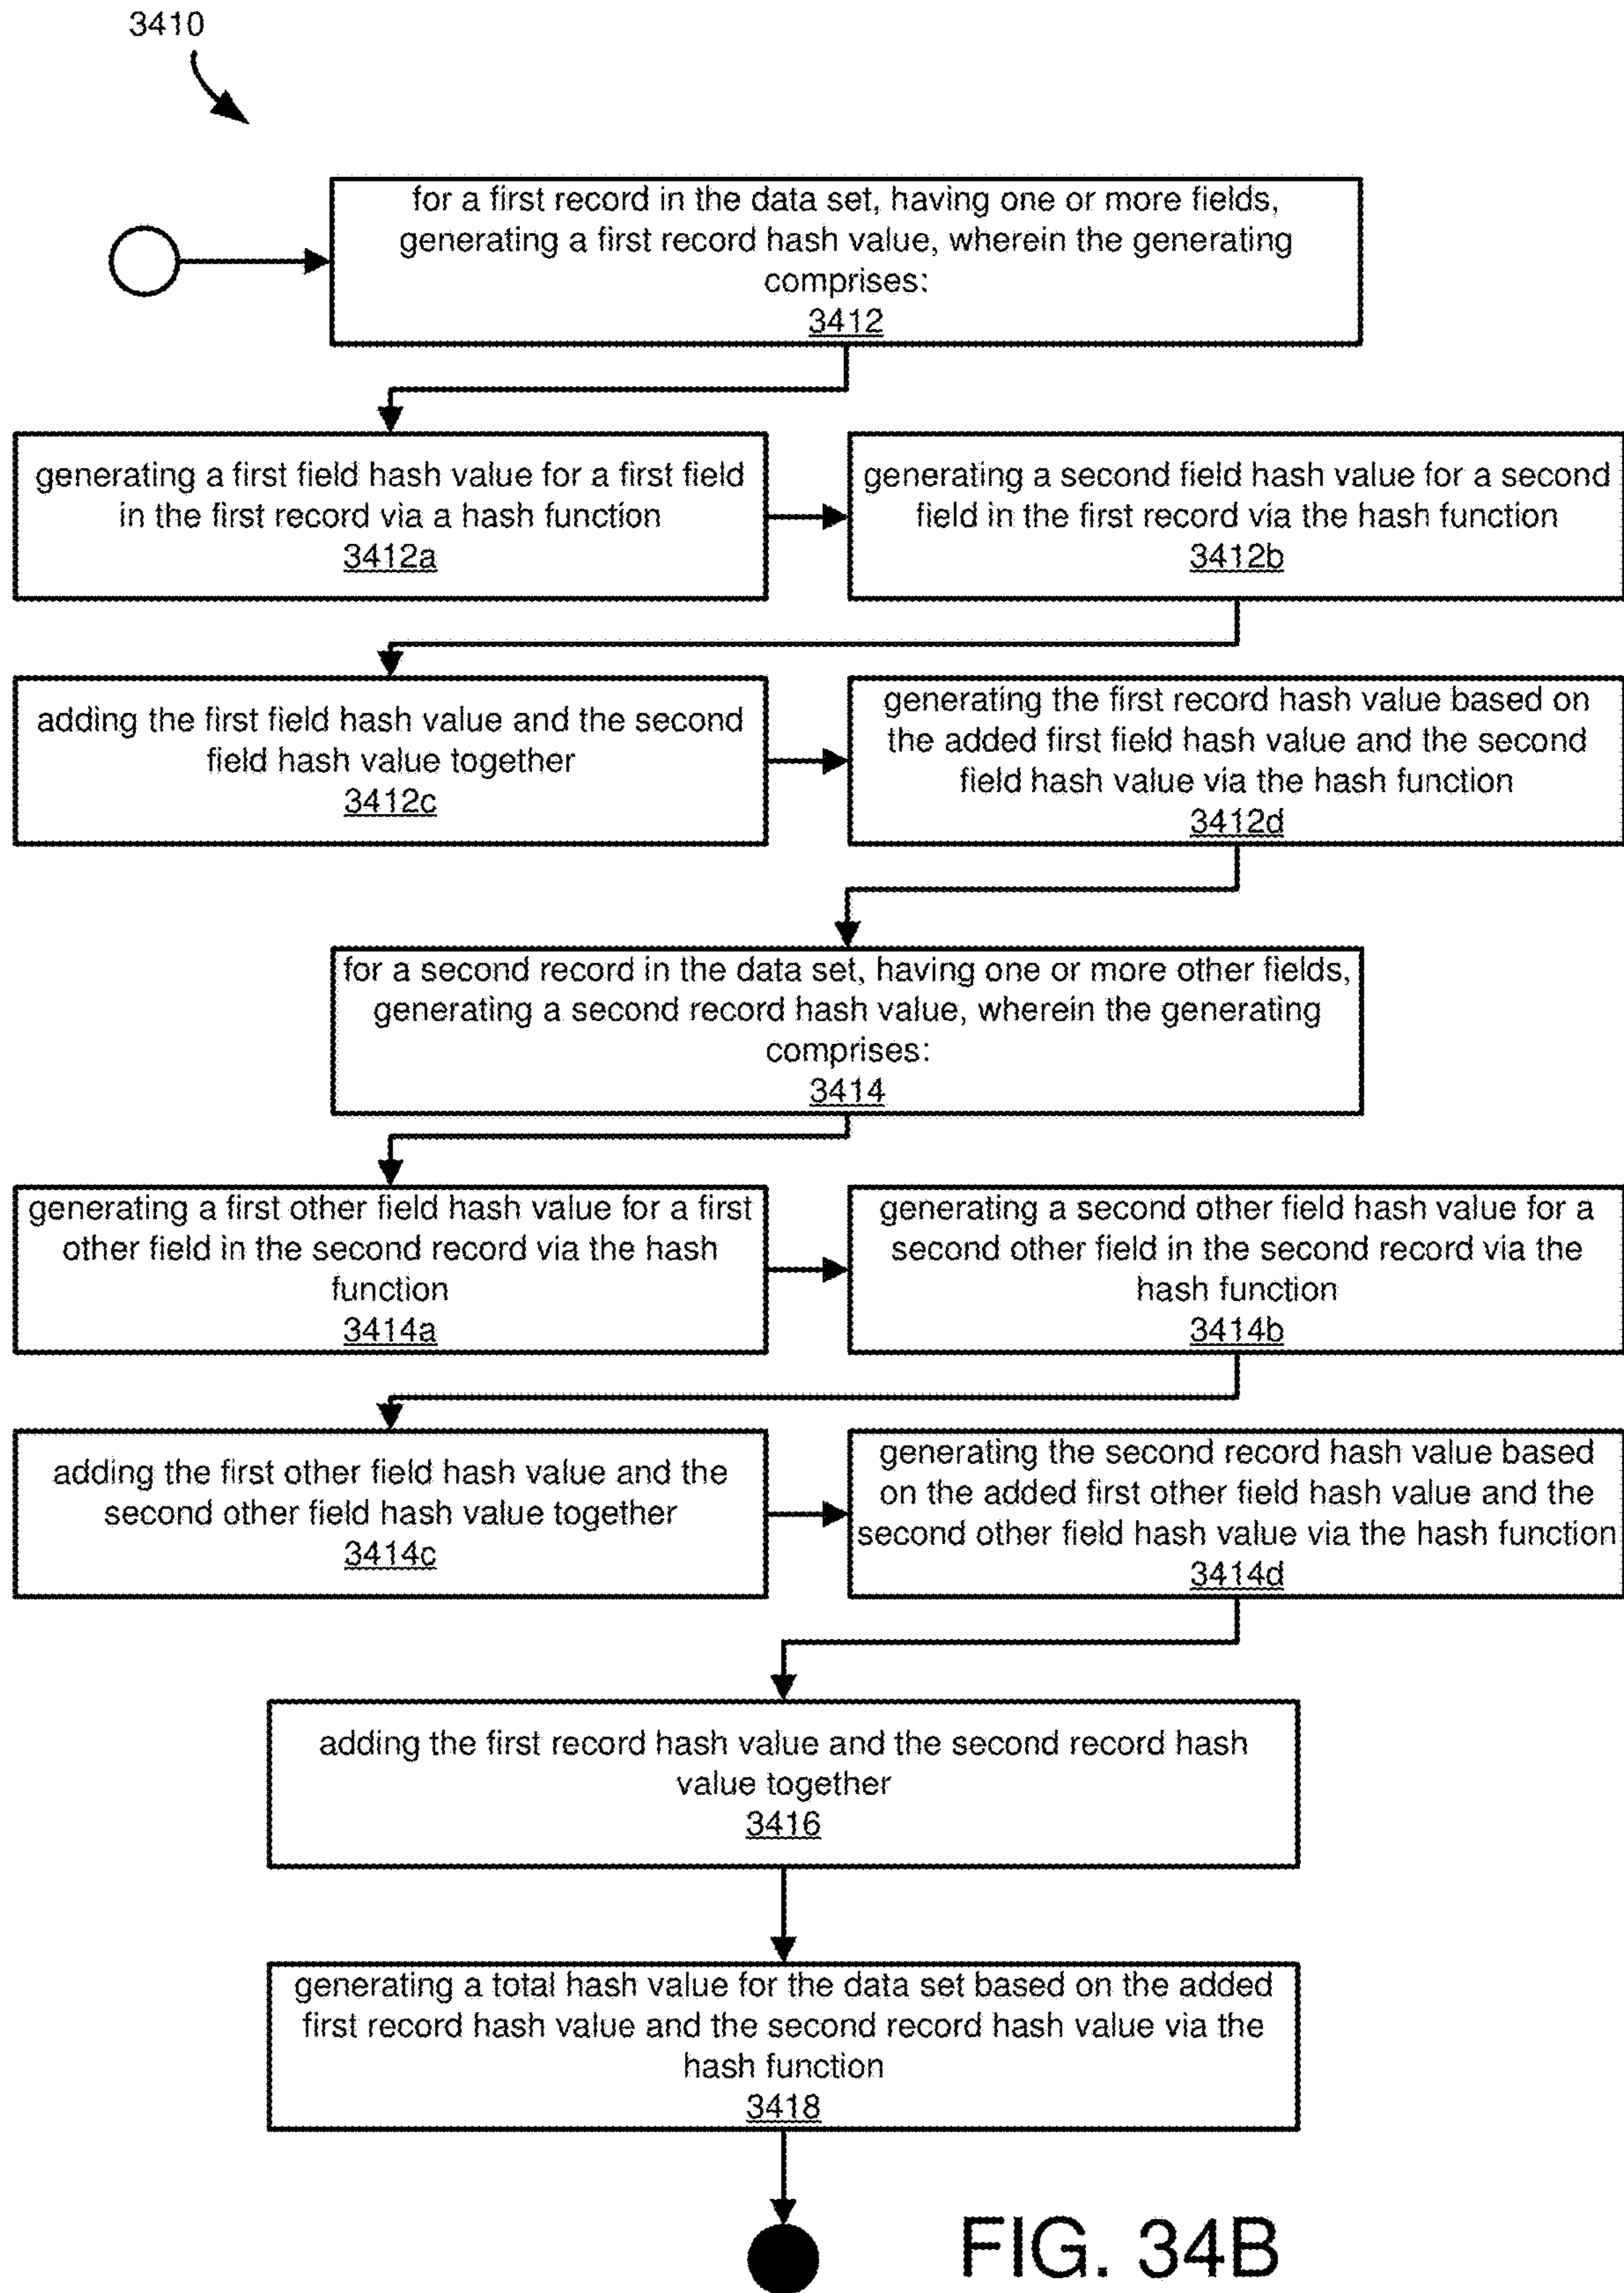 3410
for a first record in the data set, having one or more fields,
generating a first record hash value, wherein the generating
comprises:
3412
generating a first field hash value for a first field
in the first record via a hash function
3412a
generating a second field hash value for a second
field in the first record via the hash function
3412b
adding the first field hash value and the second
field hash value together
3412c
generating the first record hash value based on
the added first field hash value and the second
field hash value via the hash function
3412d
for a second record in the data set, having one or more other fields,
generating a second record hash value, wherein the generating
comprises:
3414
generating a first other field hash value for a first
other field in the second record via the hash
function
3414a
generating a second other field hash value for a
second other field in the second record via the
hash function
3414b
adding the first other field hash value and the
second other field hash value together
3414c
generating the second record hash value based
on the added first other field hash value and the
second other field hash value via the hash function
3414d
adding the first record hash value and the second record hash
value together
3416
generating a total hash value for the data set based on the added
first record hash value and the second record hash value via the
hash function
3418
FIG. 34B